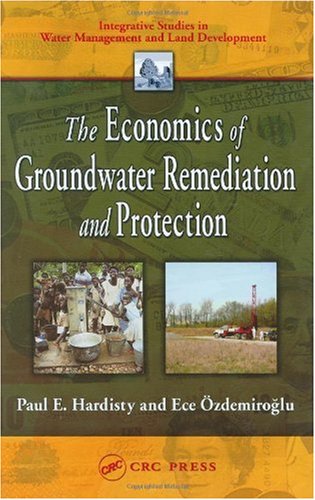 Integrative Studies in
Water Management and Land Development
The Economics of
Groundwater Remediation
and Protection
Paul E. Hardisty and Ece Özdemiroğlu
CRC
CRC PRESS